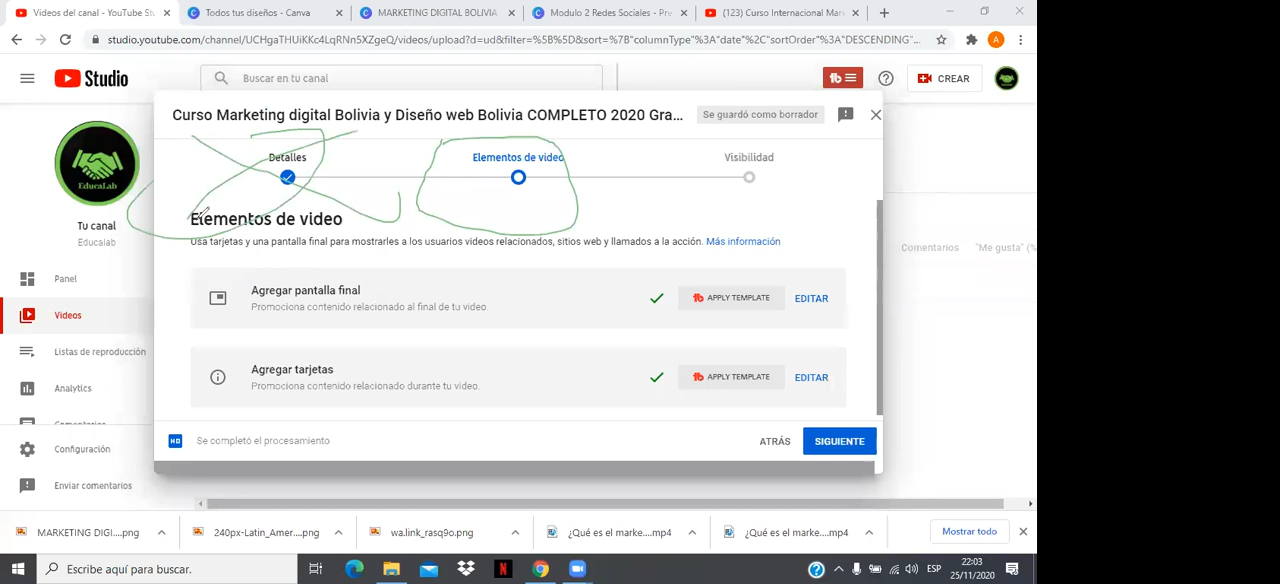 Videos del canal - YouTube Stu
Todos tus diseños - Canva
MARKETING DIGITAL BOLIVIA
Modulo 2 Redes Sociales - Pre
(123) Curso Internacional Mar
studio.youtube.com/channel/UCHgaTHUiKKc4LqRNn5XZgeQ/videos/upload?d=ud&filter=%5B%5D&sort=%7B"columnType"%3A"date"%2C"sortOrder"%3A"DESCENDING"...
A
Studio
Buscar en tu canal
CREAR
Curso Marketing digital Bolivia y Diseño web Bolivia COMPLETO 2020 Gra...
Se guardó como borrador
Detalles
Elementos de video
Visibilidad
EducaLab
Tu canal
Educalab
Elementos de video
Usa tarjetas y una pantalla final para mostrarles a los usuarios videos relacionados, sitios web y llamados a la acción. Más información
Comentarios
"Me gusta" (%
Panel
Videos
Listas de reproducción
Analytics
Comentarios
Configuración
Enviar comentarios
Agregar pantalla final
Promociona contenido relacionado al final de tu video.
APPLY TEMPLATE
EDITAR
Agregar tarjetas
Promociona contenido relacionado durante tu video.
APPLY TEMPLATE
EDITAR
HD
Se completó el procesamiento
ATRÁS
SIGUIENTE
MARKETING DIGI....png
240px-Latin_Amer....png
wa.link_rasq9o.png
¿Qué es el marke....mp4
¿Qué es el marke....mp4
Mostrar todo
Escribe aquí para buscar.
ESP
22:03
25/11/2020